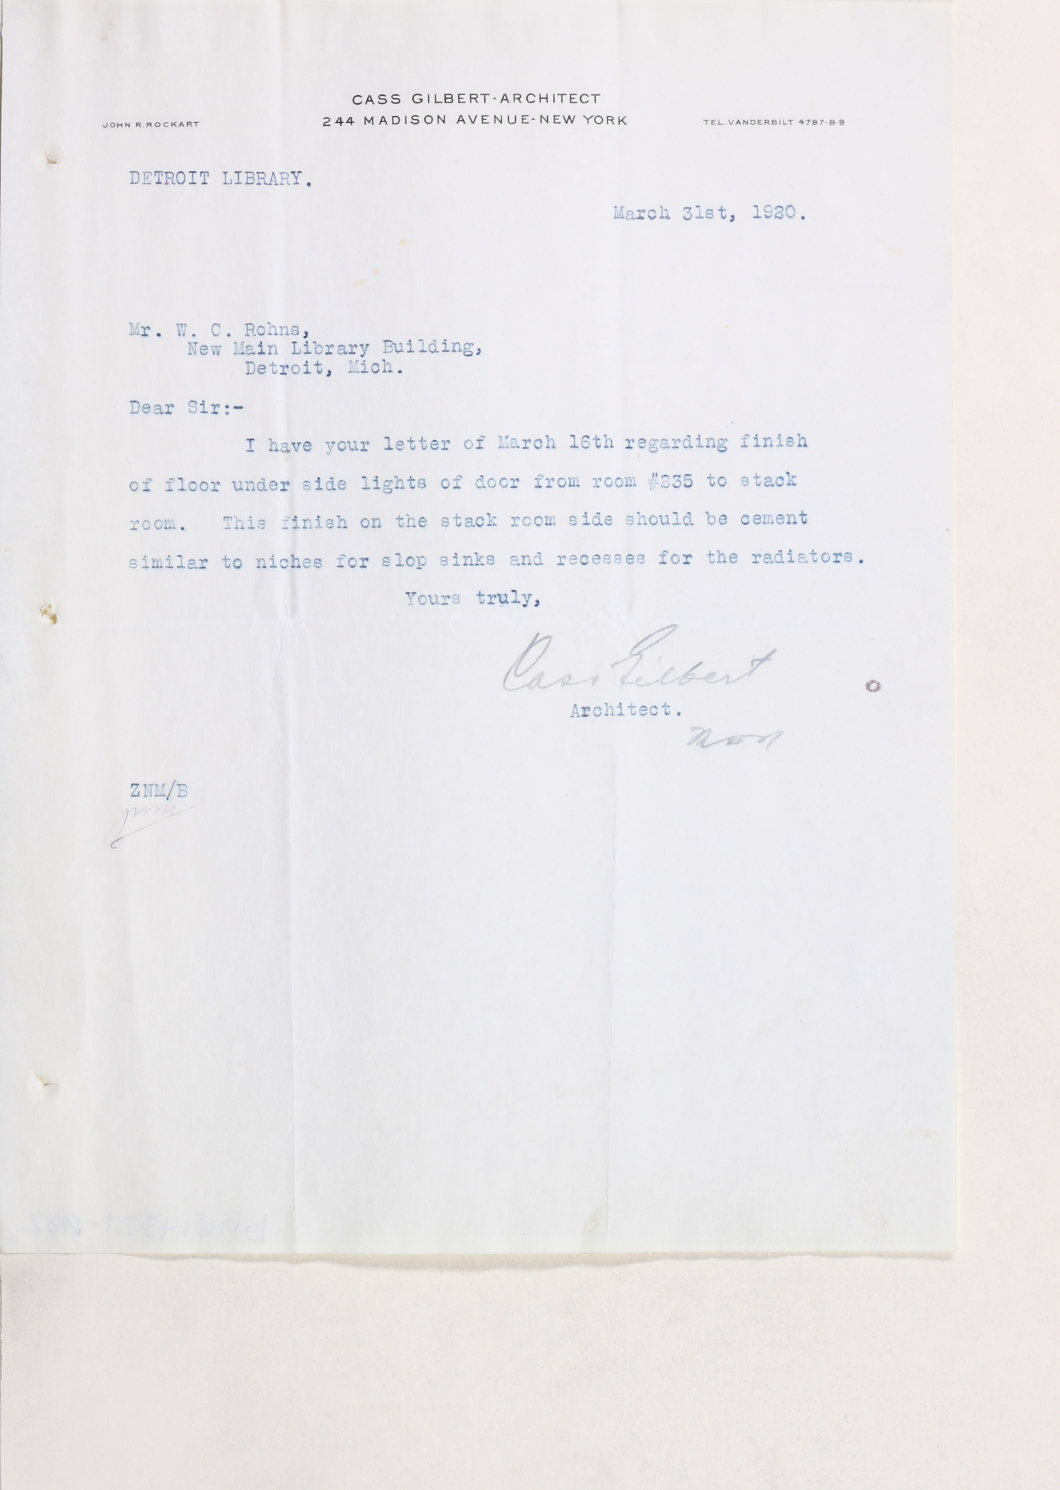 CASS GILBERT-ARCHITECT
JOHN R. ROCKART 244 MADISON AVENUE-NEW YORK TEL. VANDERBILT 4797-8-9
DETROIT LIBRARY.
March 31st, 1920.
Mr. W. C. Rohns,
New Main Library Building,
Detroit, Mich.
Dear Sir:-
I have your letter of March 16th regarding finish
of floor under side lights of door from room #235 to stack
room. This finish on the stack room side should be cement
similar to niches for slop sinks and recesses for the radiators.
Yours truly,
Cass Gilbert
Architect.
ZNM/B